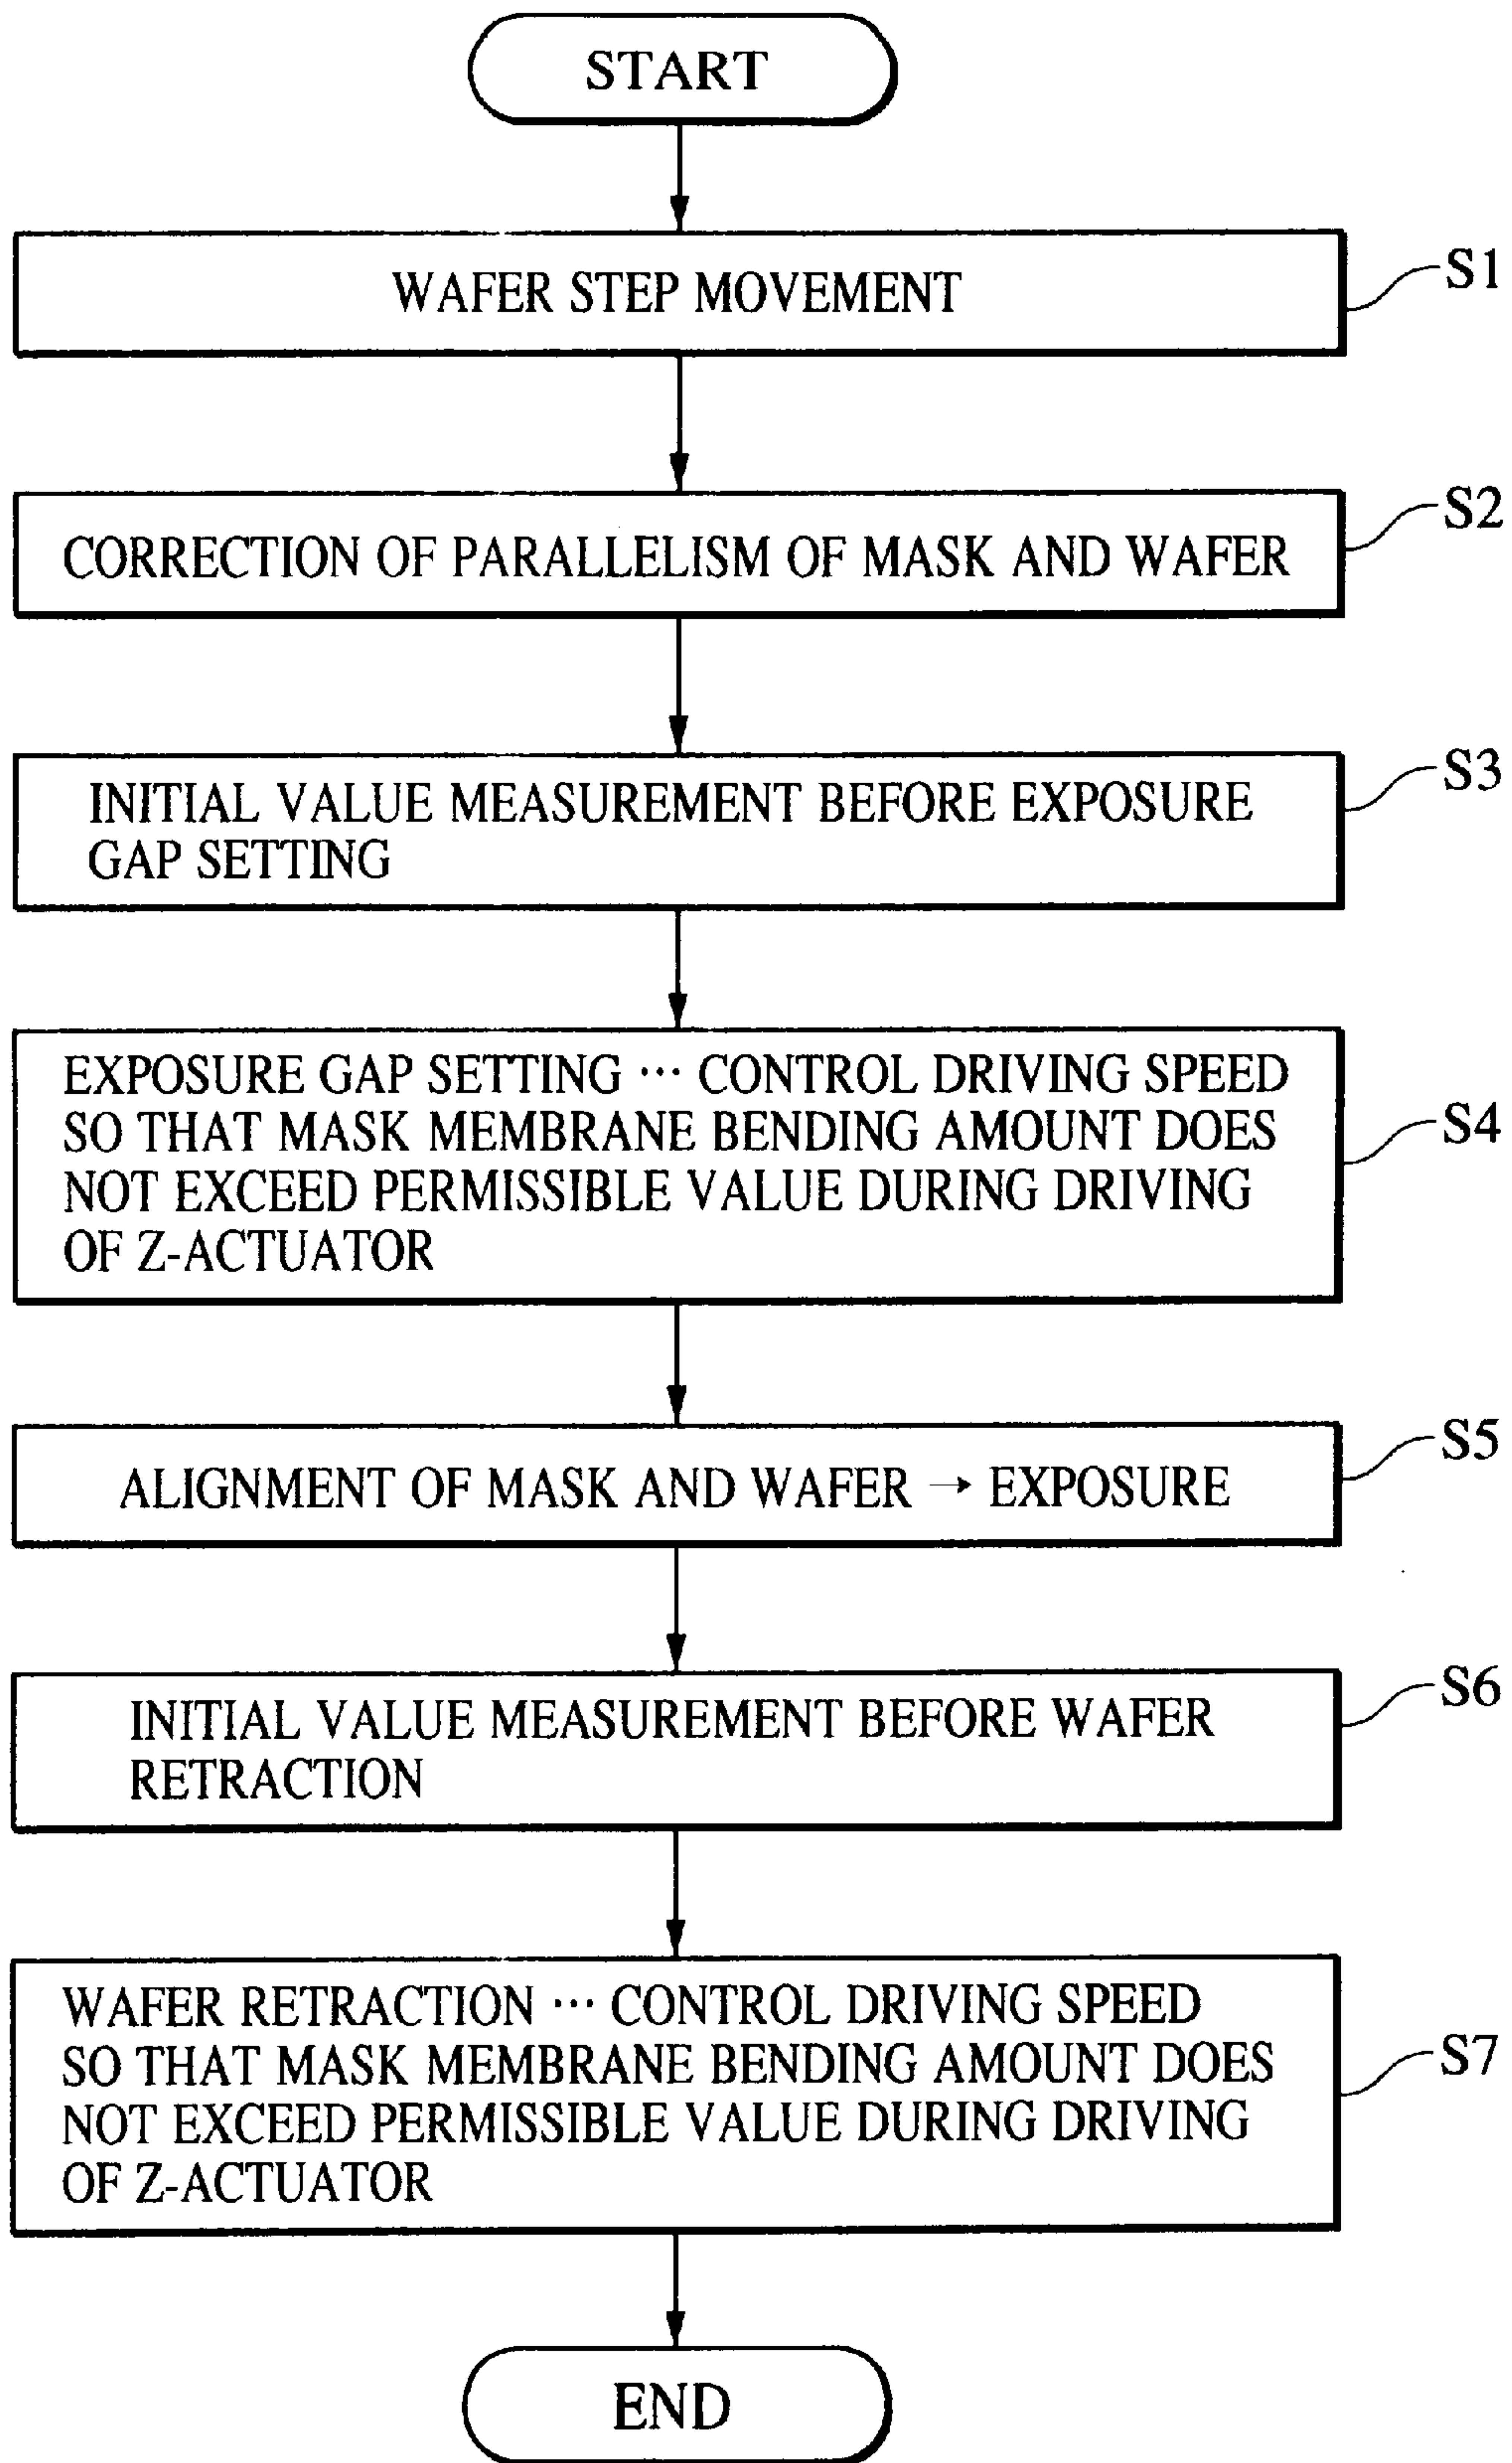 START
WAFER STEP MOVEMENT
S1
CORRECTION OF PARALLELISM OF MASK AND WAFER
S2
INITIAL VALUE MEASUREMENT BEFORE EXPOSURE
GAP SETTING
S3
EXPOSURE GAP SETTING ··· CONTROL DRIVING SPEED
SO THAT MASK MEMBRANE BENDING AMOUNT DOES
NOT EXCEED PERMISSIBLE VALUE DURING DRIVING
OF Z-ACTUATOR
S4
ALIGNMENT OF MASK AND WAFER → EXPOSURE
S5
INITIAL VALUE MEASUREMENT BEFORE WAFER
RETRACTION
S6
WAFER RETRACTION ··· CONTROL DRIVING SPEED
SO THAT MASK MEMBRANE BENDING AMOUNT DOES
NOT EXCEED PERMISSIBLE VALUE DURING DRIVING
OF Z-ACTUATOR
S7
END